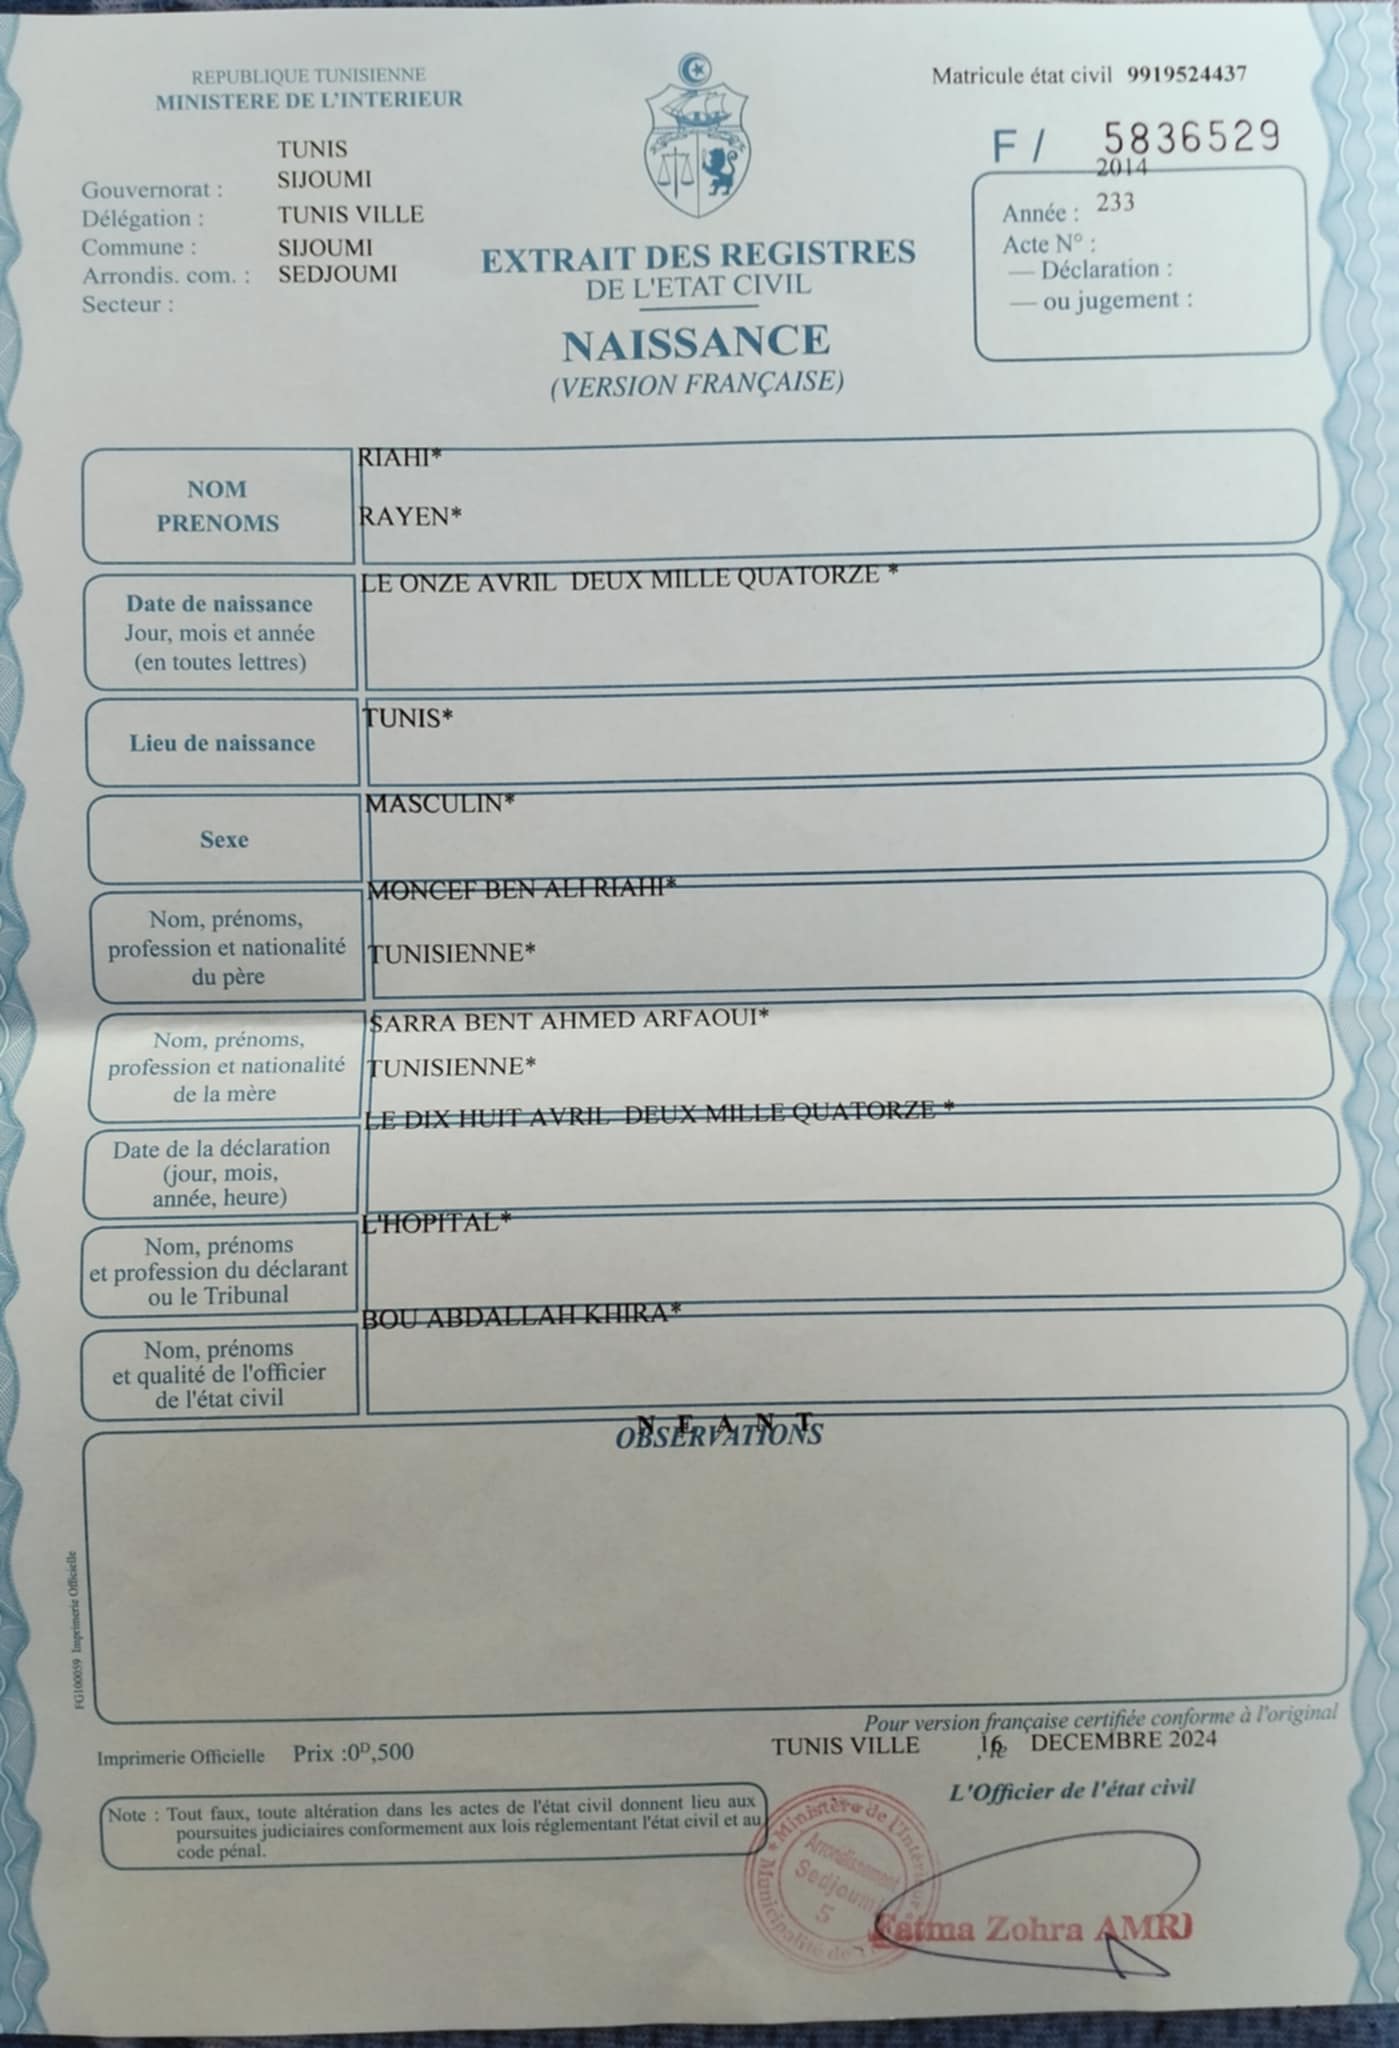 REPUBLIQUE TUNISIENNE
MINISTERE DE L'INTERIEUR
Matricule état civil 9919524437
F / 5836529
TUNIS
Gouvernorat : SIJOUMI
Délégation : TUNIS VILLE
Commune : SIJOUMI
Arrondis. com. : SEDJOUMI
Secteur :
2014
Année : 233
Acte N° :
— Déclaration :
— ou jugement :
EXTRAIT DES REGISTRES
DE L'ETAT CIVIL
NAISSANCE
(VERSION FRANÇAISE)
NOM
PRENOMS
RIAHI*
RAYEN*
Date de naissance
Jour, mois et année
(en toutes lettres)
LE ONZE AVRIL DEUX MILLE QUATORZE *
Lieu de naissance
TUNIS*
Sexe
MASCULIN*
Nom, prénoms,
profession et nationalité
du père
MONCEF BEN ALI RIAHI*
TUNISIENNE*
Nom, prénoms,
profession et nationalité
de la mère
SARRA BENT AHMED ARFAOUI*
TUNISIENNE*
Date de la déclaration
(jour, mois,
année, heure)
LE DIX HUIT AVRIL DEUX MILLE QUATORZE *
Nom, prénoms
et profession du déclarant
ou le Tribunal
L'HOPITAL*
Nom, prénoms
et qualité de l'officier
de l'état civil
BOU ABDALLAH KHIRA*
N E A N T
OBSERVATIONS
FG100059 Imprimerie Officielle
Pour version française certifiée conforme à l'original
TUNIS VILLE 16 DECEMBRE 2024
Imprimerie Officielle Prix :0ᴰ,500
L'Officier de l'état civil
Note : Tout faux, toute altération dans les actes de l'état civil donnent lieu aux
poursuites judiciaires conformement aux lois réglementant l'état civil et au
code pénal.
Ministère de l'Intérieur
Municipalité de
Arrondissement
Sedjoumi
5
Fatma Zohra AMRI